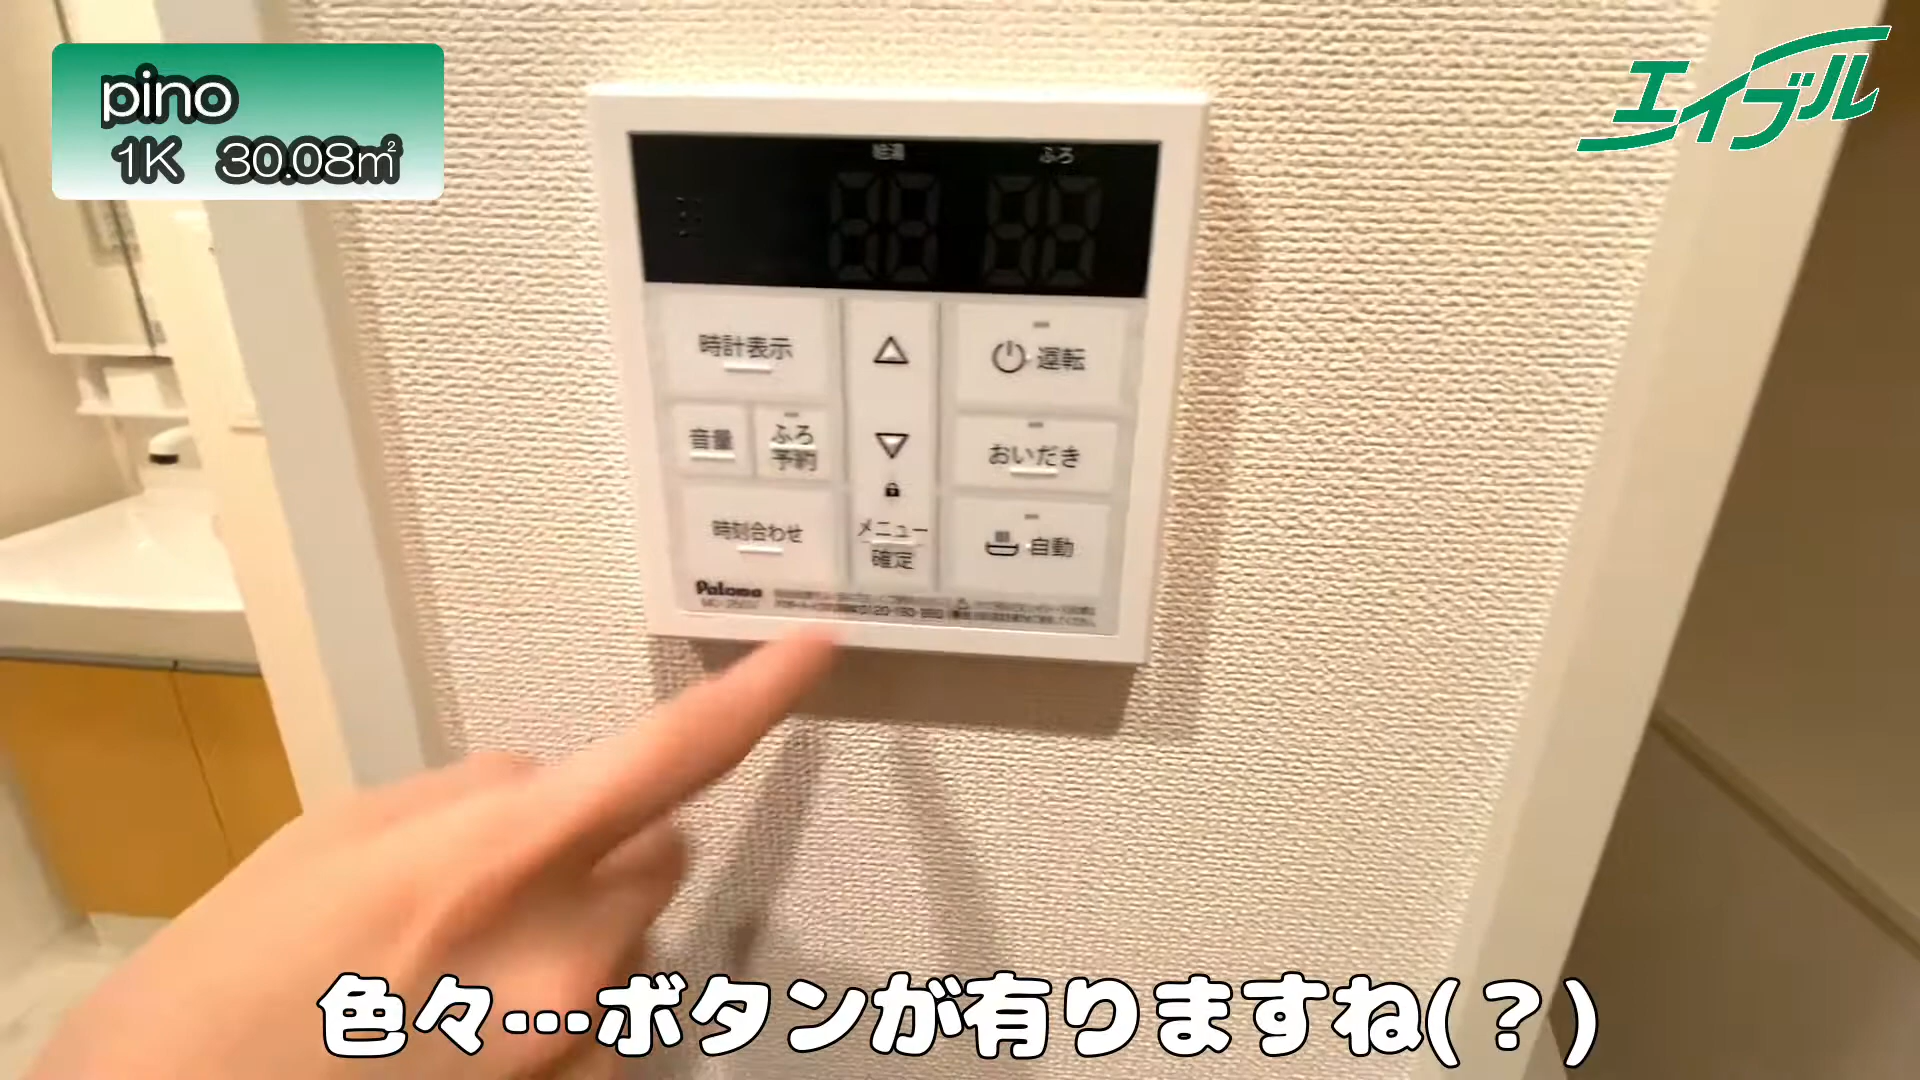 pino
1K 30.08㎡
エイブル
給湯 ふろ
88 88
時計表示
運転
音量
ふろ
予約
おいだき
時刻合わせ
メニュー
確定
自動
Paloma
色々…ボタンが有りますね(？)